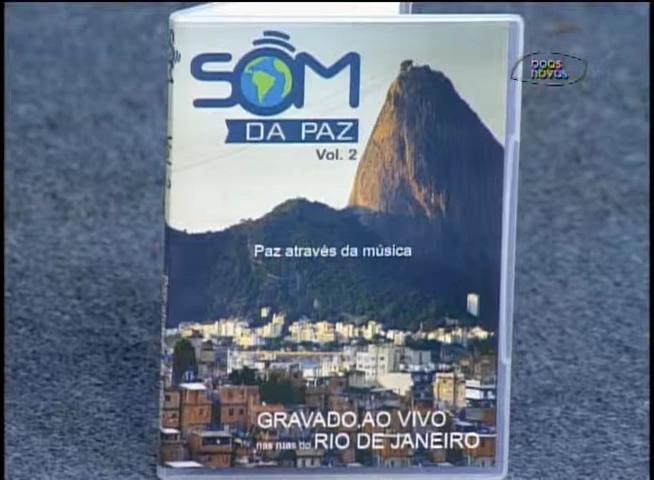 SOM
DA PAZ
Vol. 2
Paz através da música
GRAVADO AO VIVO
nas ruas do RIO DE JANEIRO
boas
novas